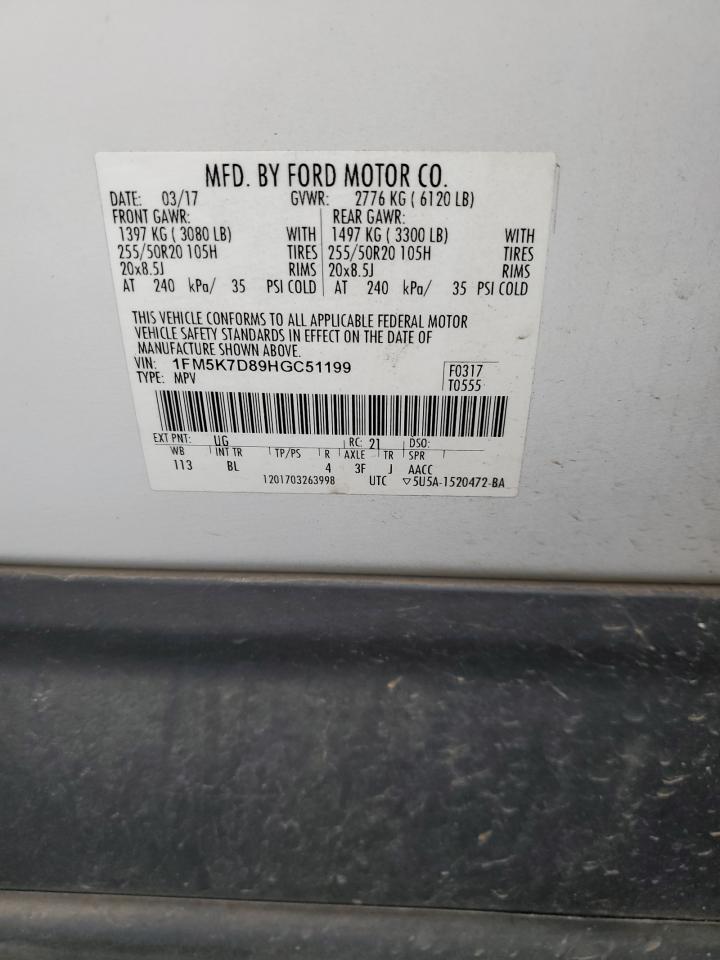 MFD. BY FORD MOTOR CO.
DATE: 03/17 GVWR: 2776 KG ( 6120 LB)
FRONT GAWR: REAR GAWR:
1397 KG ( 3080 LB) WITH 1497 KG ( 3300 LB) WITH
255/50R20 105H TIRES 255/50R20 105H TIRES
20x8.5J RIMS 20x8.5J RIMS
AT 240 kPa/ 35 PSI COLD AT 240 kPa/ 35 PSI COLD
THIS VEHICLE CONFORMS TO ALL APPLICABLE FEDERAL MOTOR
VEHICLE SAFETY STANDARDS IN EFFECT ON THE DATE OF
MANUFACTURE SHOWN ABOVE.
VIN: 1FM5K7D89HGC51199 F0317
TYPE: MPV T0555
EXT PNT: UG RC: 21 DSO:
WB INT TR TP/PS R AXLE TR SPR
113 BL 4 3F J AACC
1201703263998 UTC ▽5U5A-1520472-BA